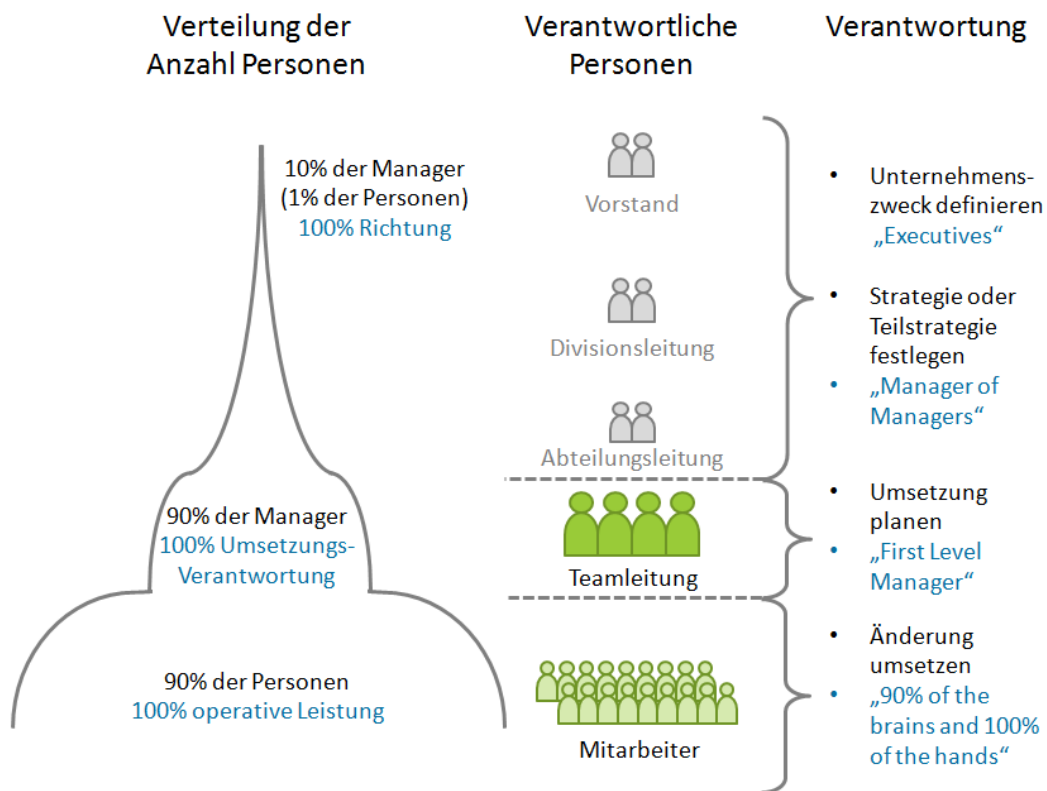 Verteilung der
Anzahl Personen
Verantwortliche
Personen
Verantwortung
10% der Manager
(1% der Personen)
100% Richtung
90% der Manager
100% Umsetzungs-
Verantwortung
90% der Personen
100% operative Leistung
Vorstand
Divisionsleitung
Abteilungsleitung
Teamleitung
Mitarbeiter
• Unternehmens-
zweck definieren
„Executives“
• Strategie oder
Teilstrategie
festlegen
• „Manager of
Managers“
• Umsetzung
planen
• „First Level
Manager“
• Änderung
umsetzen
• „90% of the
brains and 100%
of the hands“